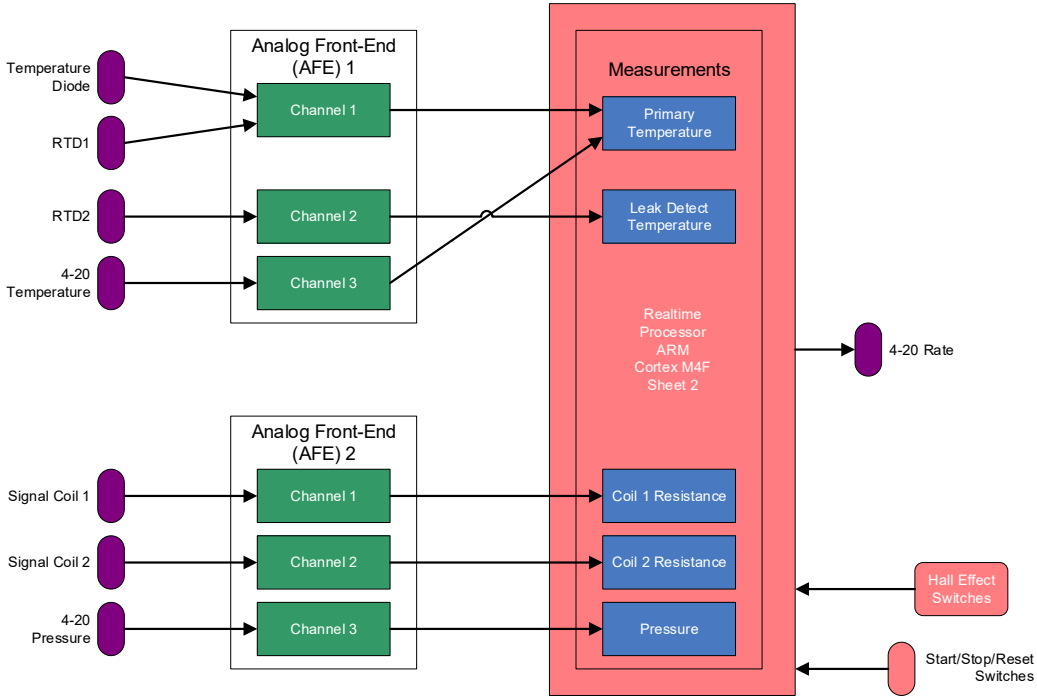 Temperature
Diode
RTD1
RTD2
4-20
Temperature
Analog Front-End
(AFE) 1
Channel 1
Channel 2
Channel 3
Measurements
Primary
Temperature
Leak Detect
Temperature
Realtime
Processor
ARM
Cortex M4F
Sheet 2
4-20 Rate
Signal Coil 1
Signal Coil 2
4-20
Pressure
Analog Front-End
(AFE) 2
Channel 1
Channel 2
Channel 3
Coil 1 Resistance
Coil 2 Resistance
Pressure
Hall Effect
Switches
Start/Stop/Reset
Switches